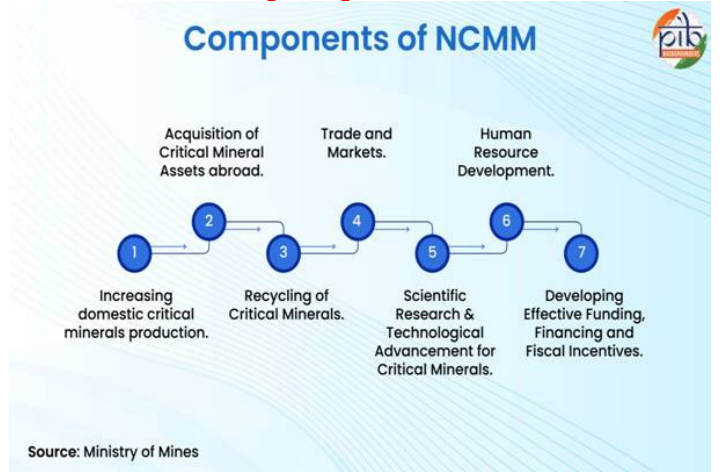 Components of NCMM
pib
Acquisition of
Critical Mineral
Assets abroad.
Trade and
Markets.
Human
Resource
Development.
1
2
3
4
5
6
7
Increasing
domestic critical
minerals production.
Recycling of
Critical Minerals.
Scientific
Research &
Technological
Advancement for
Critical Minerals.
Developing
Effective Funding,
Financing and
Fiscal Incentives.
Source: Ministry of Mines